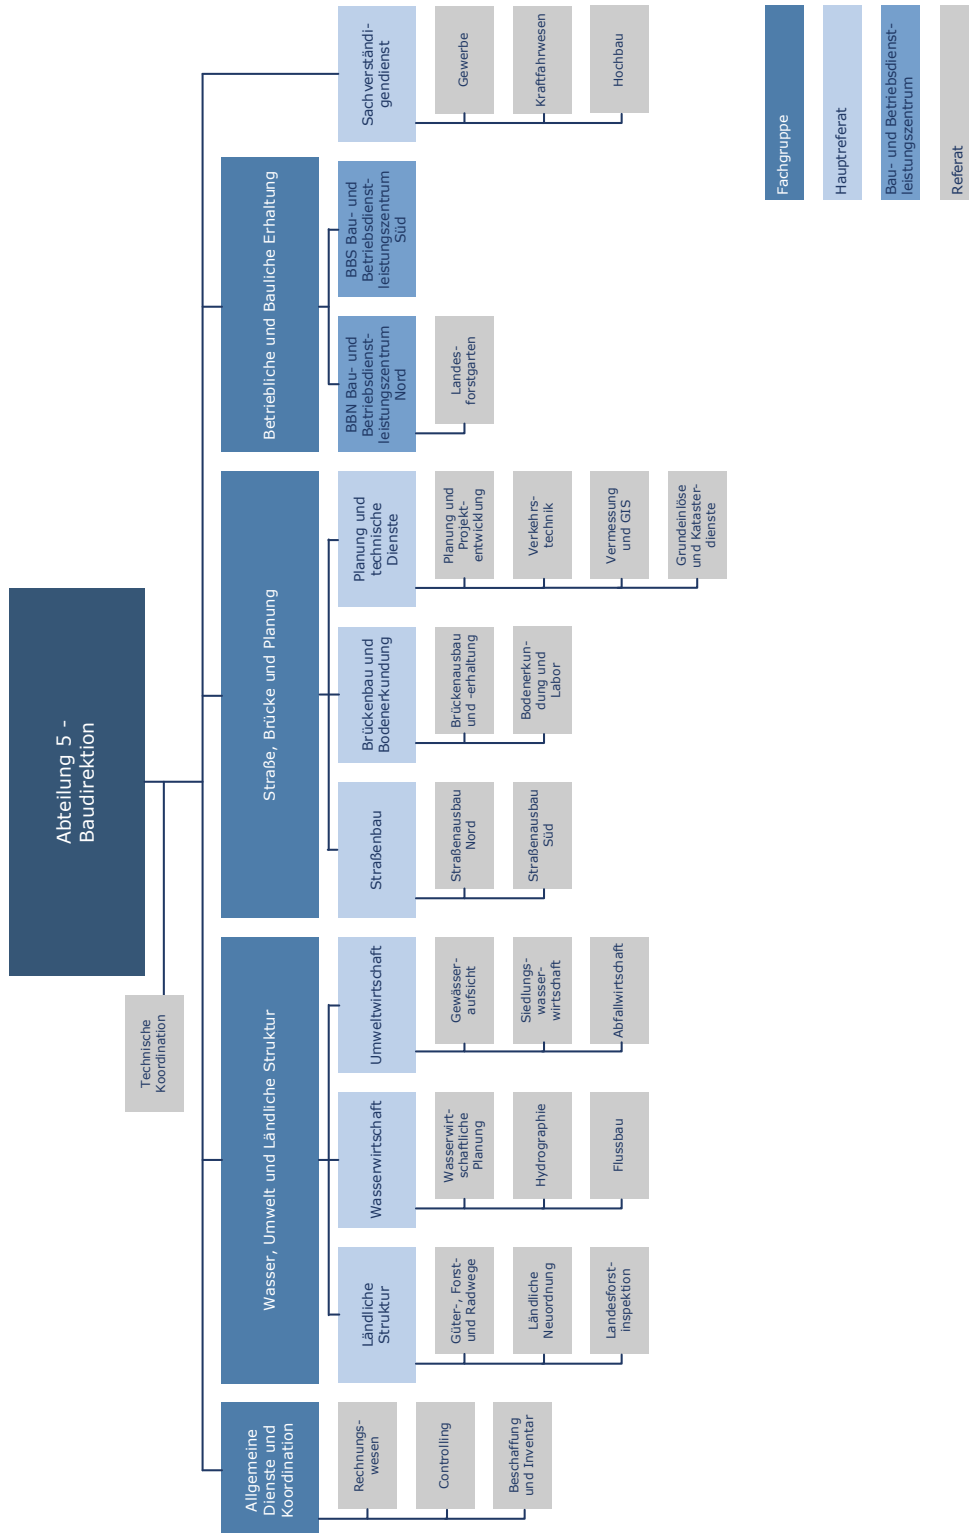 Abteilung 5 -
Baudirektion
Technische
Koordination
Allgemeine
Dienste und
Koordination
Rechnungs-
wesen
Controlling
Beschaffung
und Inventar
Wasser, Umwelt und Ländliche Struktur
Ländliche
Struktur
Güter-, Forst-
und Radwege
Ländliche
Neuordnung
Landesforst-
inspektion
Wasserwirtschaft
Wasserwirt-
schaftliche
Planung
Hydrographie
Flussbau
Umweltwirtschaft
Gewässer-
aufsicht
Siedlungs-
wasser-
wirtschaft
Abfallwirtschaft
Straße, Brücke und Planung
Straßenbau
Straßenausbau
Nord
Straßenausbau
Süd
Brückenbau und
Bodenerkundung
Brückenausbau
und -erhaltung
Bodenerkun-
dung und
Labor
Planung und
technische
Dienste
Planung und
Projekt-
entwicklung
Verkehrs-
technik
Vermessung
und GIS
Grundeinlöse
und Kataster-
dienste
Betriebliche und Bauliche Erhaltung
BBN Bau- und
Betriebsdienst-
leistungszentrum
Nord
Landes-
forstgarten
BBS Bau- und
Betriebsdienst-
leistungszentrum
Süd
Sachverständi-
gendienst
Gewerbe
Kraftfahrwesen
Hochbau
Fachgruppe
Hauptreferat
Bau- und Betriebsdienst-
leistungszentrum
Referat